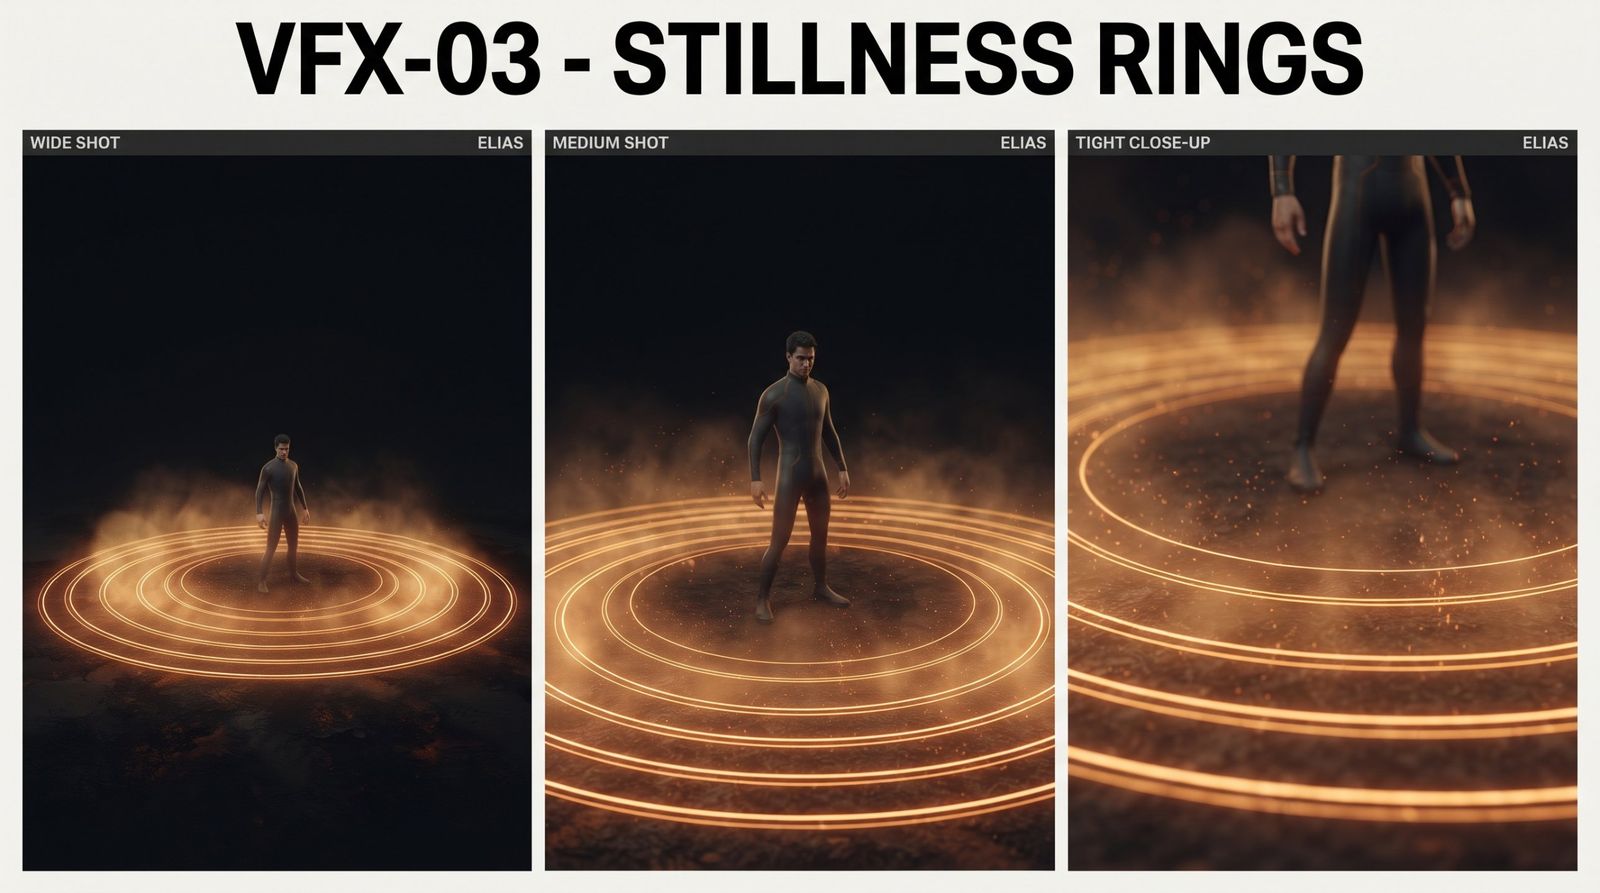 VFX-03 - STILLNESS RINGS
WIDE SHOT ELIAS
MEDIUM SHOT ELIAS
TIGHT CLOSE-UP ELIAS